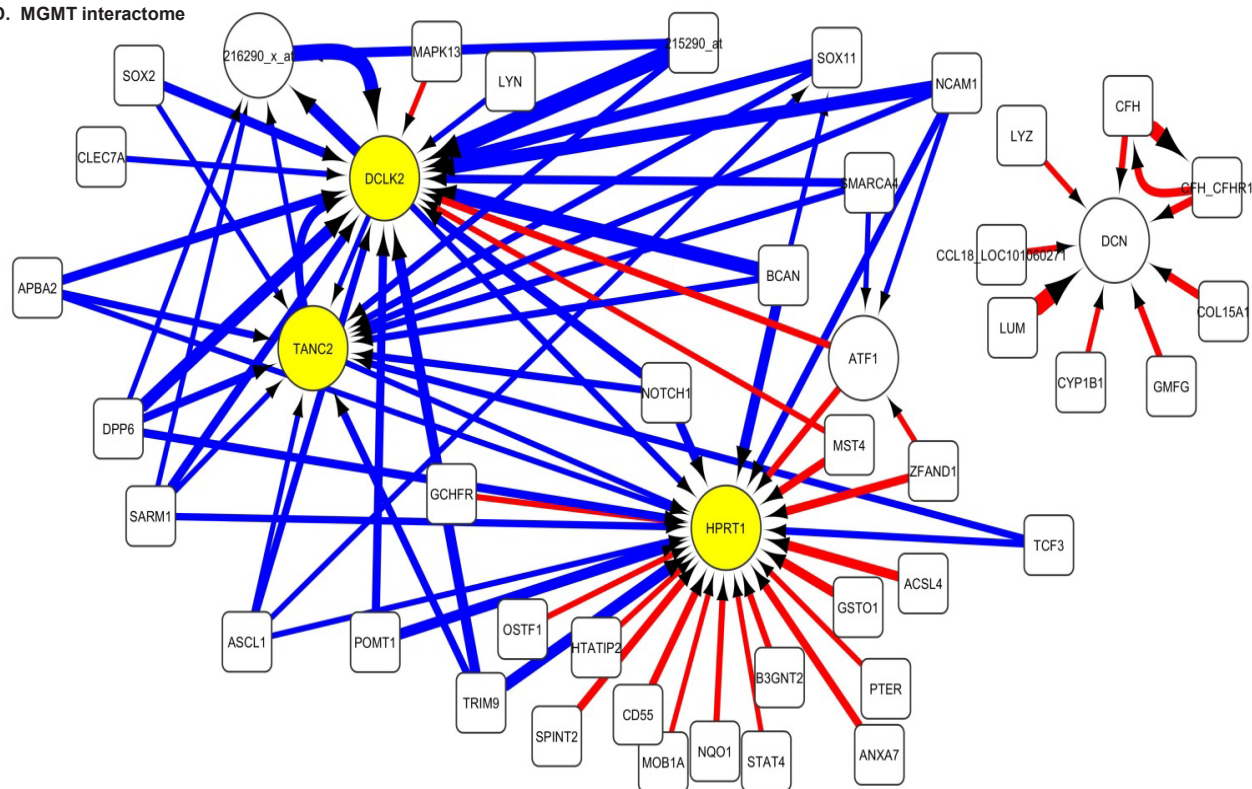 D. MGMT interactome
216290_x_at
MAPK13
215290_at
SOX2
LYN
SOX11
NCAM1
CFH
LYZ
CLEC7A
DCLK2
SMARCA4
CFH_CFHR1
DCN
CCL18_LOC101060271
APBA2
BCAN
COL15A1
LUM
TANC2
ATF1
CYP1B1
GMFG
NOTCH1
DPP6
MST4
ZFAND1
GCHFR
SARM1
HPRT1
TCF3
ACSL4
GSTO1
OSTF1
ASCL1
POMT1
HTATIP2
B3GNT2
PTER
TRIM9
CD55
SPINT2
NQO1
ANXA7
MOB1A
STAT4